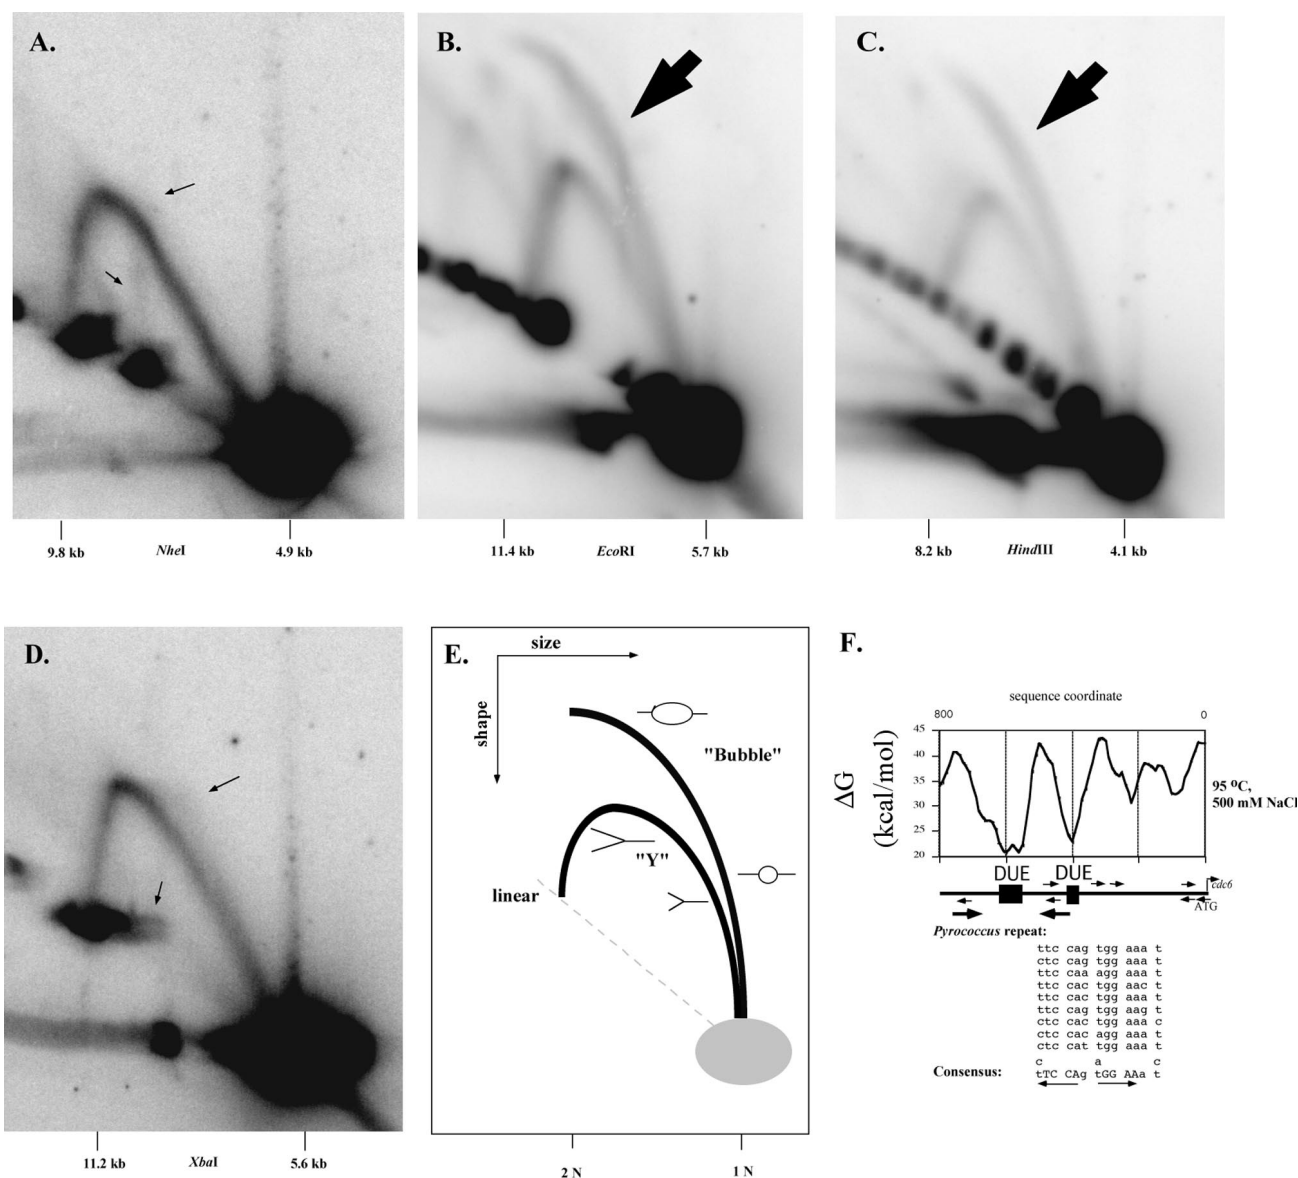 A.
B.
C.
9.8 kb NheI 4.9 kb
11.4 kb EcoRI 5.7 kb
8.2 kb HindIII 4.1 kb
D.
11.2 kb XbaI 5.6 kb
E.
size
shape
"Bubble"
"Y"
linear
2 N 1 N
F.
sequence coordinate
800 0
ΔG
(kcal/mol)
45
40
35
30
25
20
95 ºC,
500 mM NaCl
DUE DUE
cdc6
ATG
Pyrococcus repeat:
ttc cag tgg aaa t
ctc cag tgg aaa t
ttc caa agg aaa t
ttc cac tgg aac t
ttc cac tgg aaa t
ttc cag tgg aag t
ctc cac tgg aaa c
ctc cac agg aaa t
ctc cat tgg aaa t
c a c
Consensus: tTC CAg tGG AAa t